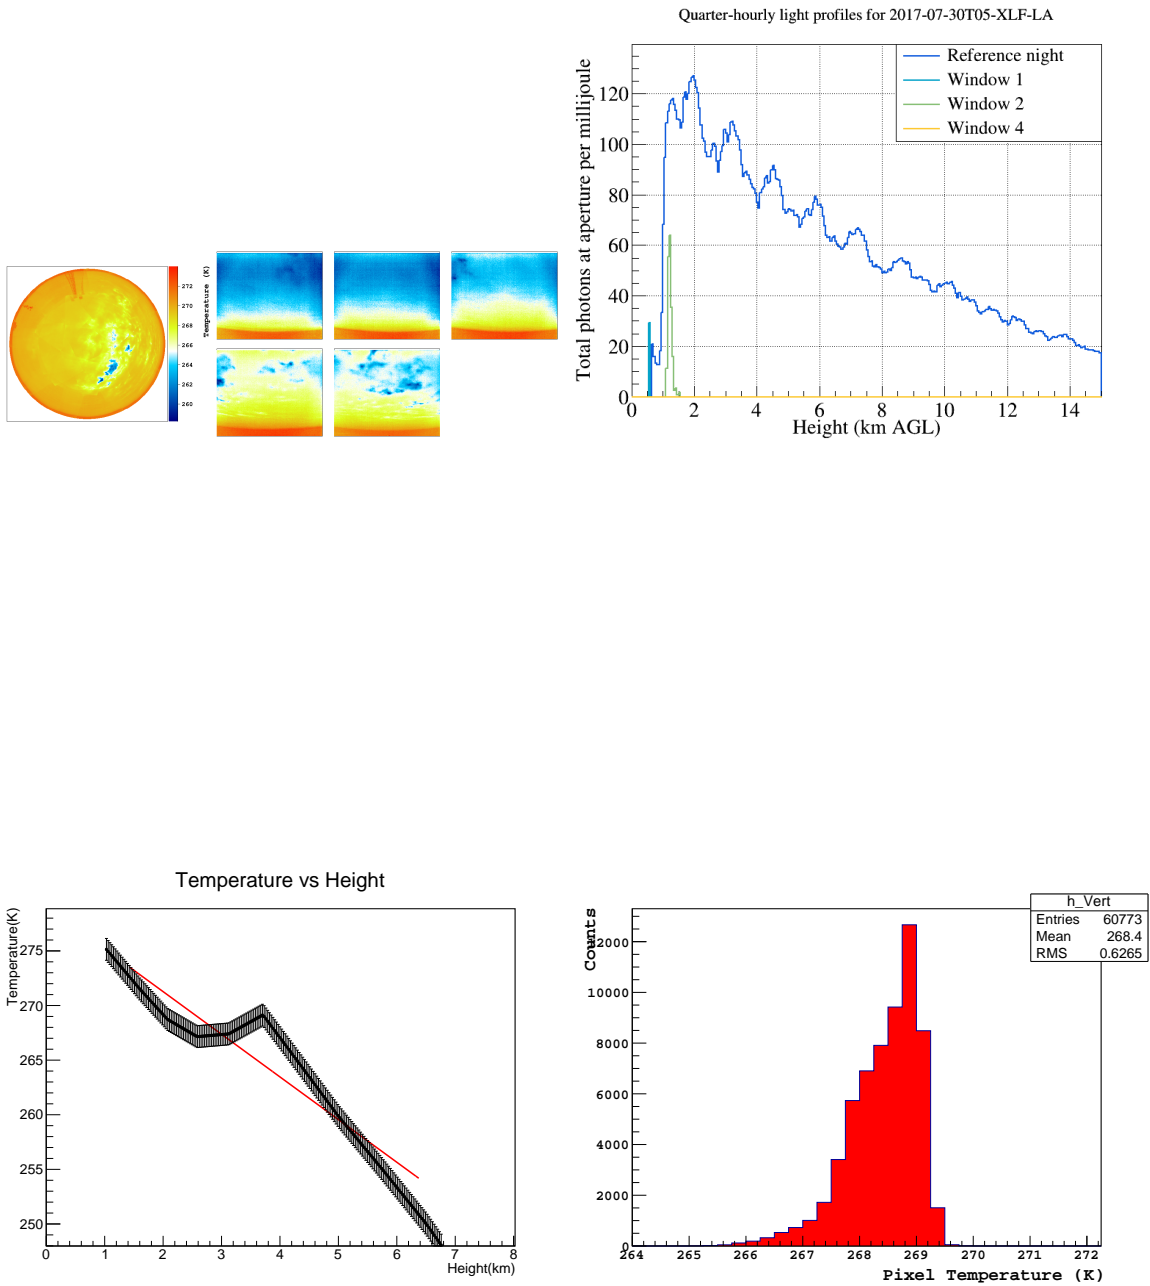 Quarter-hourly light profiles for 2017-07-30T05-XLF-LA
Total photons at aperture per millijoule
120
100
80
60
40
20
0
Reference night
Window 1
Window 2
Window 4
0 2 4 6 8 10 12 14
Height (km AGL)
Temperature (K)
272
270
268
266
264
262
260
Temperature vs Height
Temperature(K)
275
270
265
260
255
250
0 1 2 3 4 5 6 7 8
Height(km)
h_Vert
Entries 60773
Mean 268.4
RMS 0.6265
Counts
12000
10000
8000
6000
4000
2000
0
264 265 266 267 268 269 270 271 272
Pixel Temperature (K)